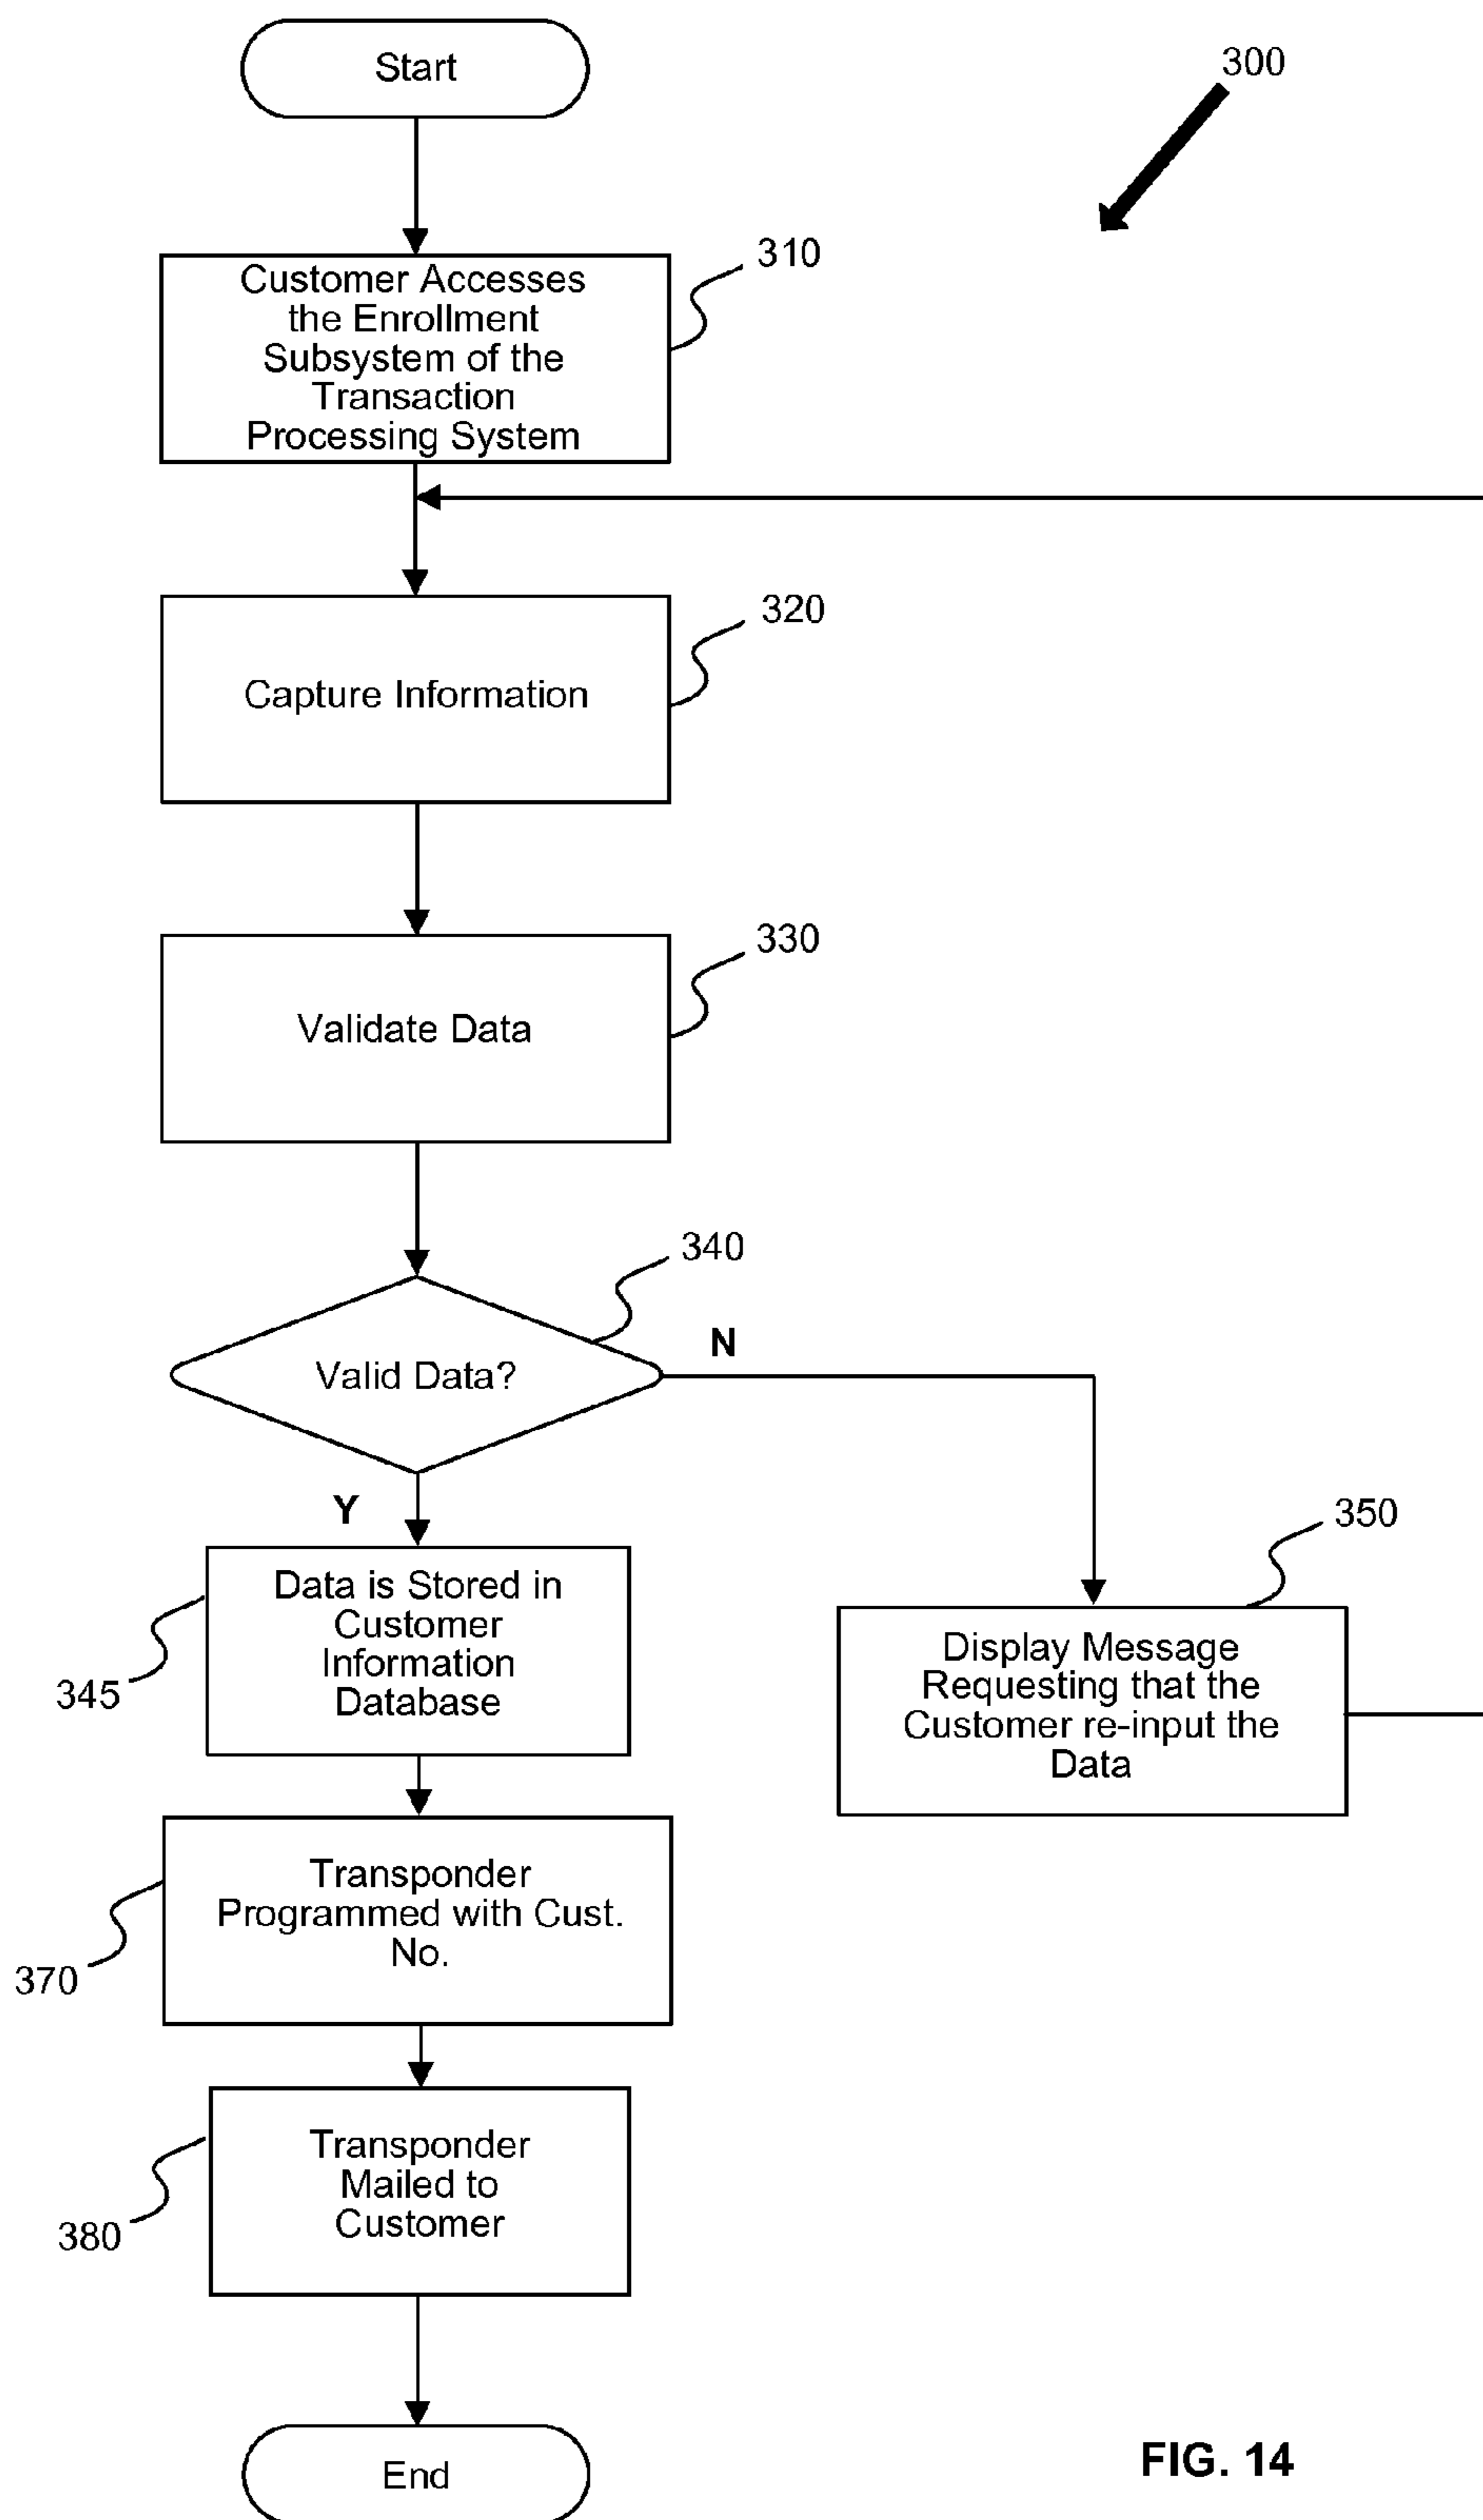 Start
300
310
Customer Accesses
the Enrollment
Subsystem of the
Transaction
Processing System
320
Capture Information
330
Validate Data
340
N
Valid Data?
Y
350
Data is Stored in
Customer
Information
Database
345
Display Message
Requesting that the
Customer re-input the
Data
Transponder
Programmed with Cust.
No.
370
Transponder
Mailed to
Customer
380
End
FIG. 14